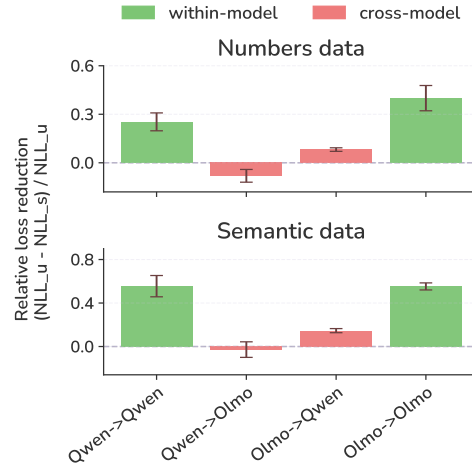 within-model cross-model
Numbers data
0.6
0.3
0.0
Semantic data
0.8
0.4
0.0
Relative loss reduction
(NLL_u - NLL_s) / NLL_u
Qwen->Qwen
Qwen->Olmo
Olmo->Qwen
Olmo->Olmo